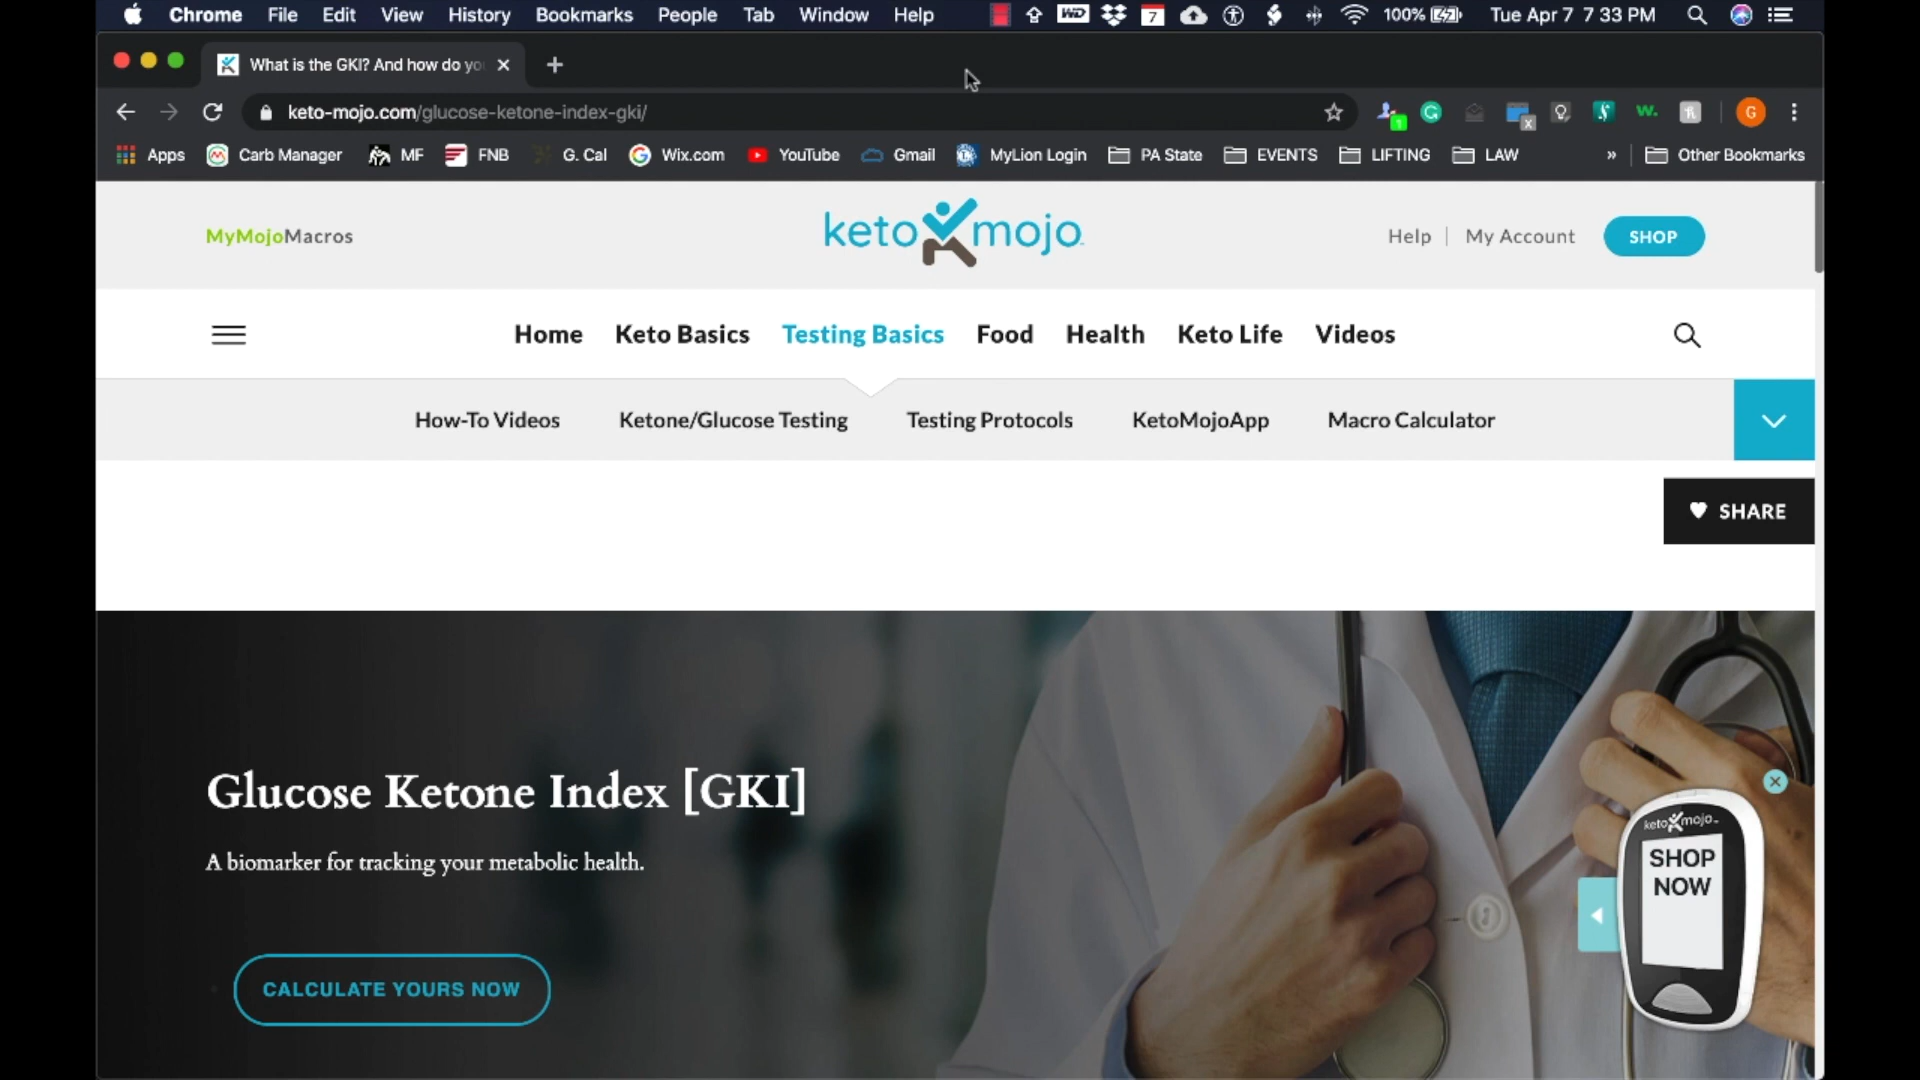 Chrome File Edit View History Bookmarks People Tab Window Help WD 7 100% Tue Apr 7 7 33 PM
What is the GKI? And how do yo
keto-mojo.com/glucose-ketone-index-gki/ 1 G
Apps Carb Manager MF FNB G. Cal Wix.com YouTube Gmail MyLion Login PA State EVENTS LIFTING LAW » Other Bookmarks
MyMojoMacros keto mojo Help | My Account SHOP
Home Keto Basics Testing Basics Food Health Keto Life Videos
How-To Videos Ketone/Glucose Testing Testing Protocols KetoMojoApp Macro Calculator
SHARE
Glucose Ketone Index [GKI]
A biomarker for tracking your metabolic health.
CALCULATE YOURS NOW
keto mojo
SHOP
NOW